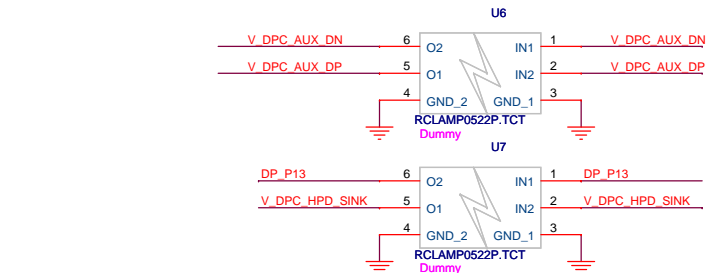 U6
V_DPC_AUX_DN 6 O2 IN1 1 V_DPC_AUX_DN
V_DPC_AUX_DP 5 O1 IN2 2 V_DPC_AUX_DP
4 GND_2 GND_1 3
RCLAMP0522P.TCT
Dummy
U7
DP_P13 6 O2 IN1 1 DP_P13
V_DPC_HPD_SINK 5 O1 IN2 2 V_DPC_HPD_SINK
4 GND_2 GND_1 3
RCLAMP0522P.TCT
Dummy